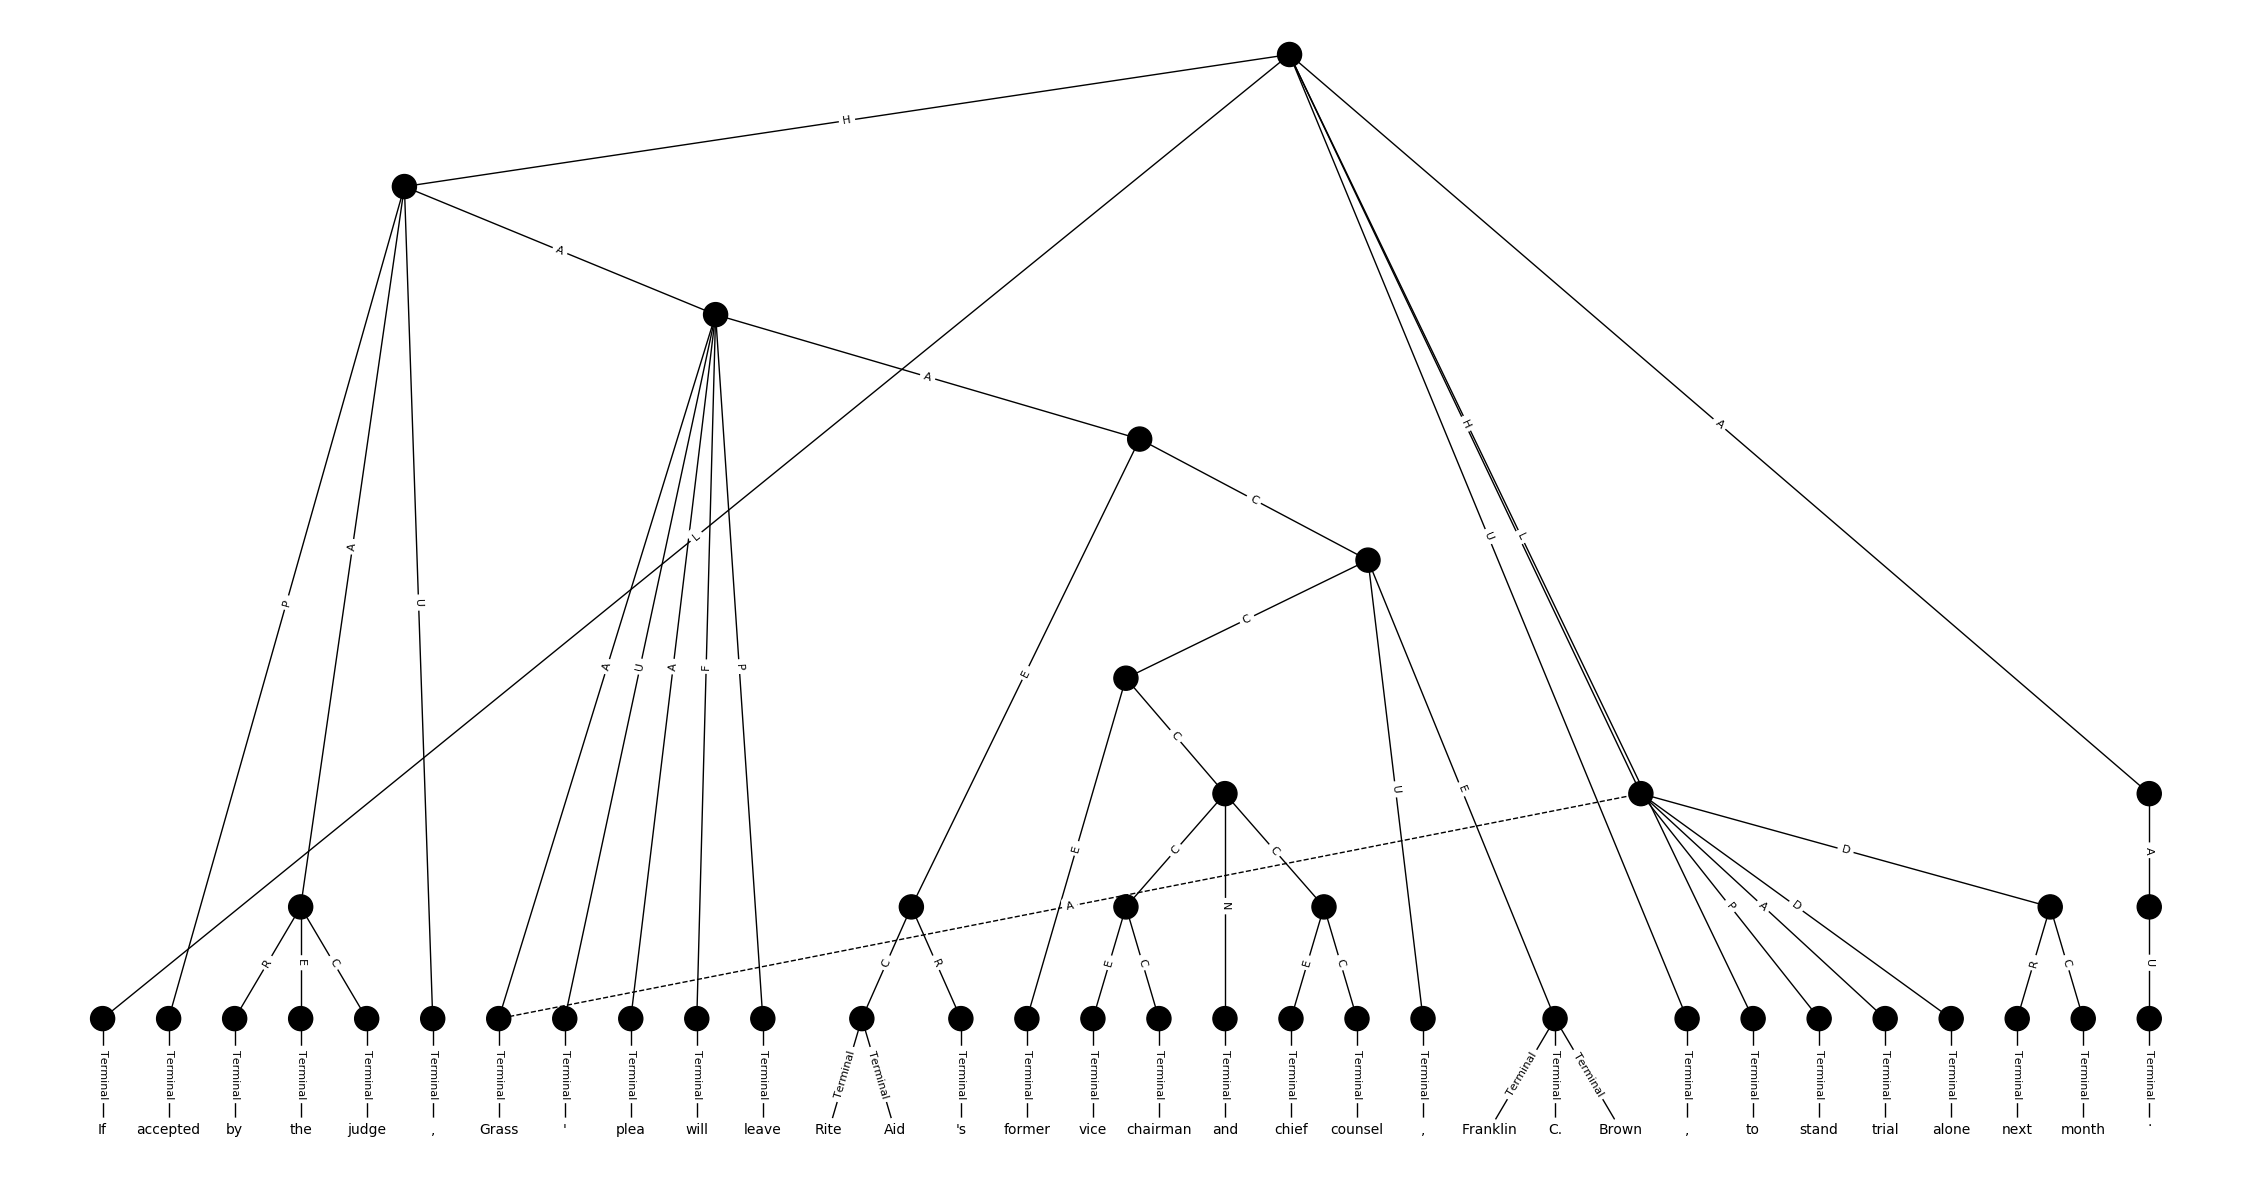 H
A
A
L
H
A
C
P
A
U
L
U
C
A
U
A
F
P
E
C
U
E
E
C
C
N
C
A
P
A
D
D
A
R
E
C
C
R
E
C
E
C
R
C
U
Terminal Terminal Terminal Terminal Terminal Terminal Terminal Terminal Terminal Terminal Terminal Terminal Terminal Terminal Terminal Terminal Terminal Terminal Terminal Terminal Terminal Terminal Terminal Terminal Terminal Terminal Terminal Terminal Terminal Terminal Terminal Terminal
If accepted by the judge , Grass ' plea will leave Rite Aid 's former vice chairman and chief counsel , Franklin C. Brown , to stand trial alone next month .